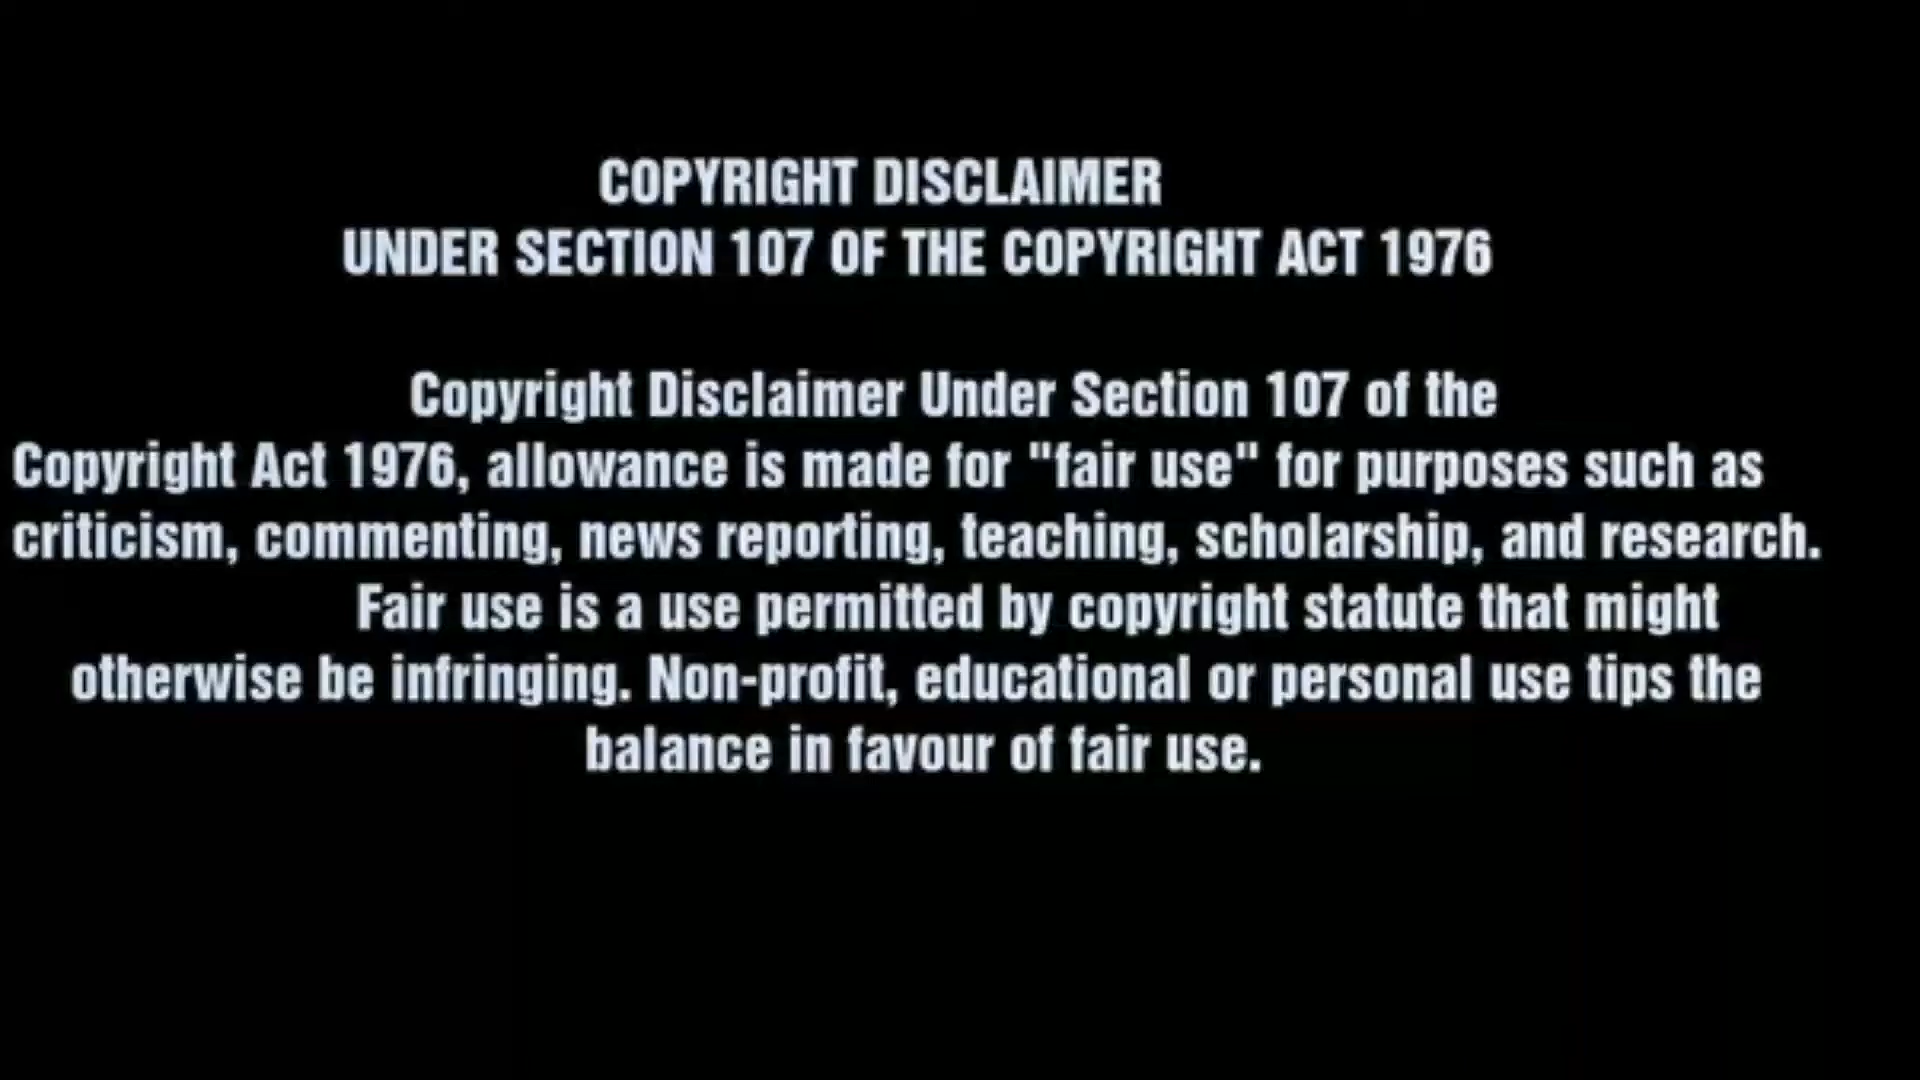 COPYRIGHT DISCLAIMER
UNDER SECTION 107 OF THE COPYRIGHT ACT 1976
Copyright Disclaimer Under Section 107 of the
Copyright Act 1976, allowance is made for "fair use" for purposes such as
criticism, commenting, news reporting, teaching, scholarship, and research.
Fair use is a use permitted by copyright statute that might
otherwise be infringing. Non-profit, educational or personal use tips the
balance in favour of fair use.